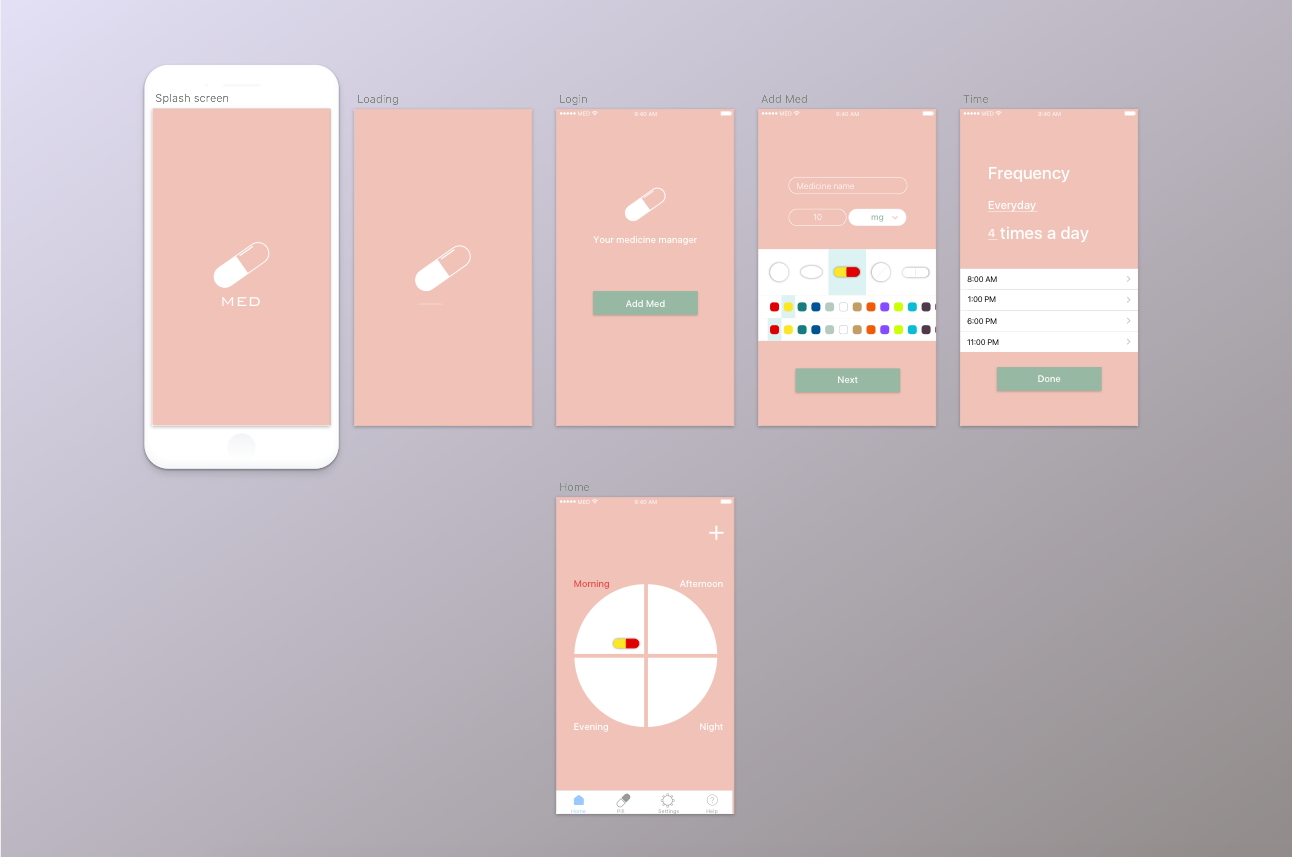 Splash screen
MED
Loading
Login
MED
9:40 AM
Your medicine manager
Add Med
Add Med
MED
9:40 AM
Medicine name
10
mg
Next
Time
MED
9:40 AM
Frequency
Everyday
4 times a day
8:00 AM
1:00 PM
6:00 PM
11:00 PM
Done
Home
MED
9:40 AM
+
Morning
Afternoon
Evening
Night
Home
Settings
Help